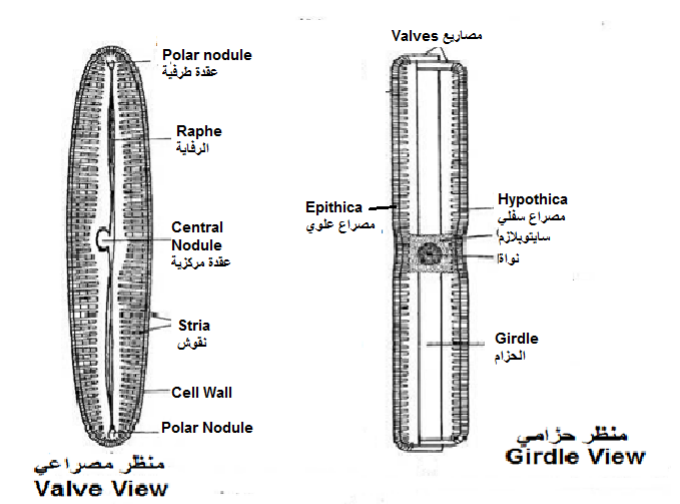 Polar nodule
عقدة طرفية
Raphe
الرفاية
Central
Nodule
عقدة مركزية
Stria
نقوش
Cell Wall
Polar Nodule
منظر مصراعي
Valve View
Valves مصاريع
Epithica
مصراع علوي
Hypothica
مصراع سفلي
سايتوبلازم
نواة
Girdle
الحزام
منظر حزامي
Girdle View